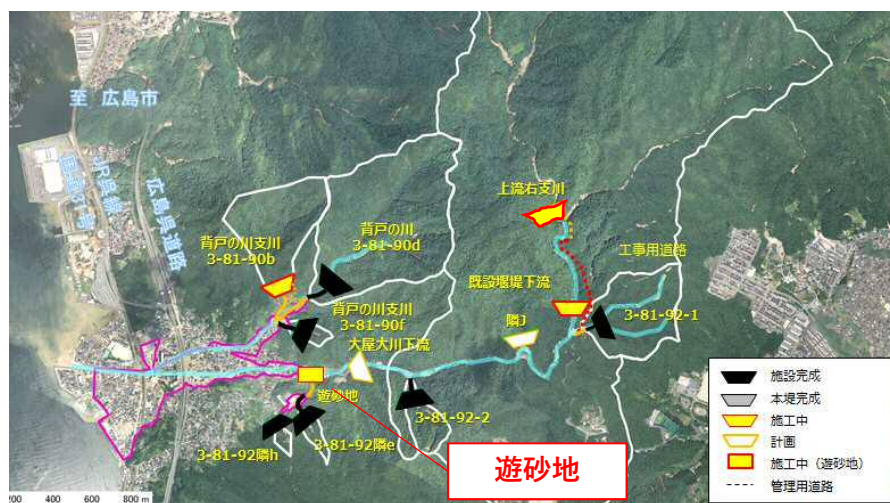 至 広島市
国道31号
JR呉線
広島呉道路
背戸の川支川
3-81-90b
背戸の川
3-81-90d
上流右支川
工事用道路
既設堰堤下流
3-81-92-1
背戸の川支川
3-81-90f
隣J
大屋大川下流
遊砂地
3-81-92-2
3-81-92隣h
3-81-92隣e
遊砂地
施設完成
本堤完成
施工中
計画
施工中（遊砂地）
管理用道路
200 400 600 800 m